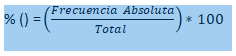 % () = (Frecuencia Absoluta / Total) * 100